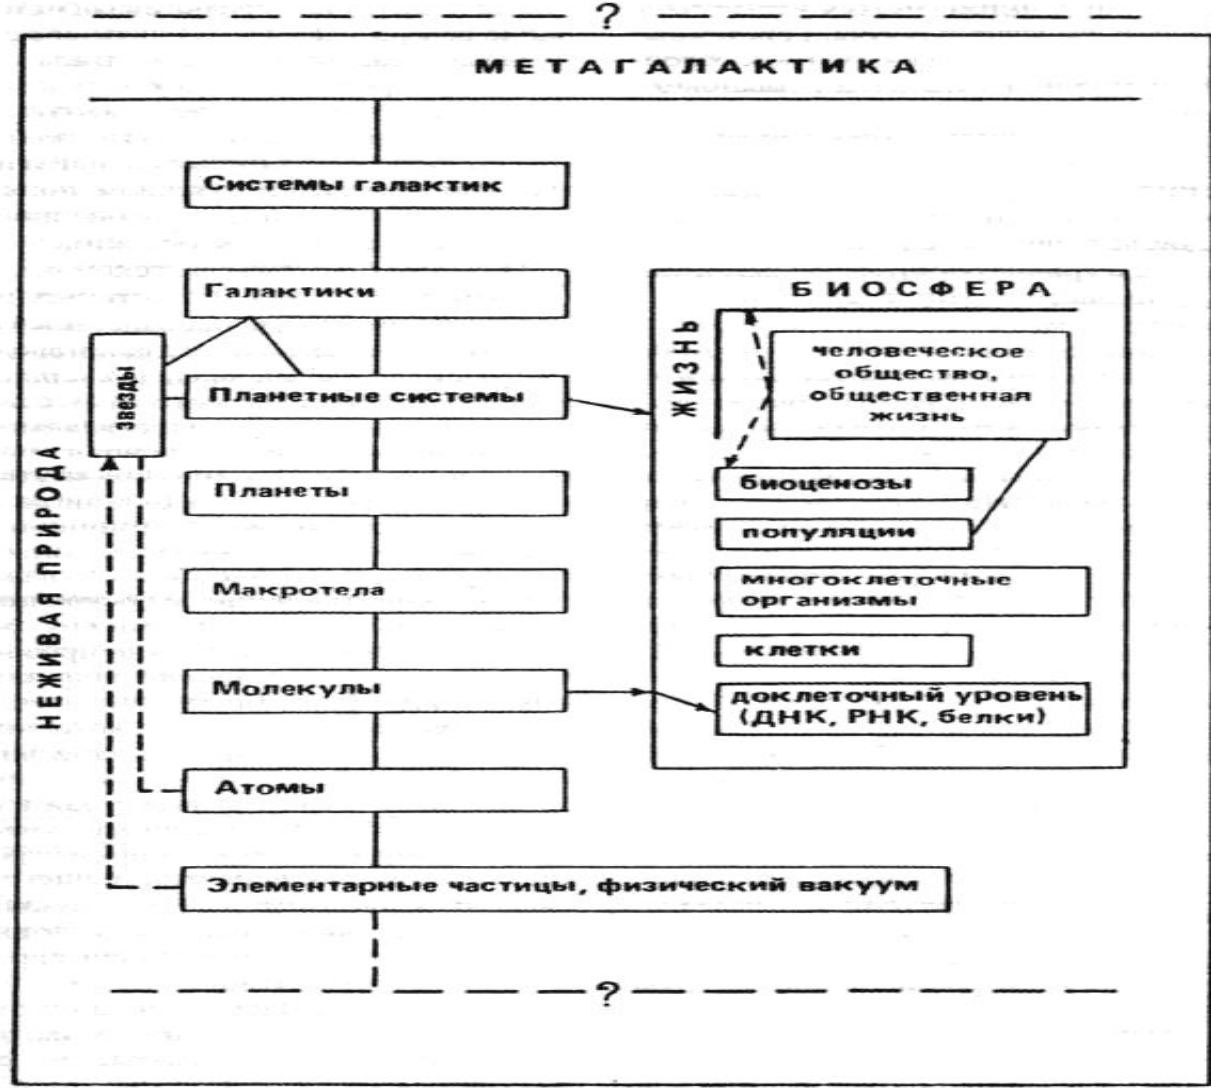 ?
МЕТАГАЛАКТИКА
Системы галактик
Галактики
звезды
Планетные системы
Планеты
Макротела
Молекулы
Атомы
Элементарные частицы, физический вакуум
?
НЕЖИВАЯ ПРИРОДА
БИОСФЕРА
ЖИЗНЬ
человеческое
общество,
общественная
жизнь
биоценозы
популяции
многоклеточные
организмы
клетки
доклеточный уровень
(ДНК, РНК, белки)